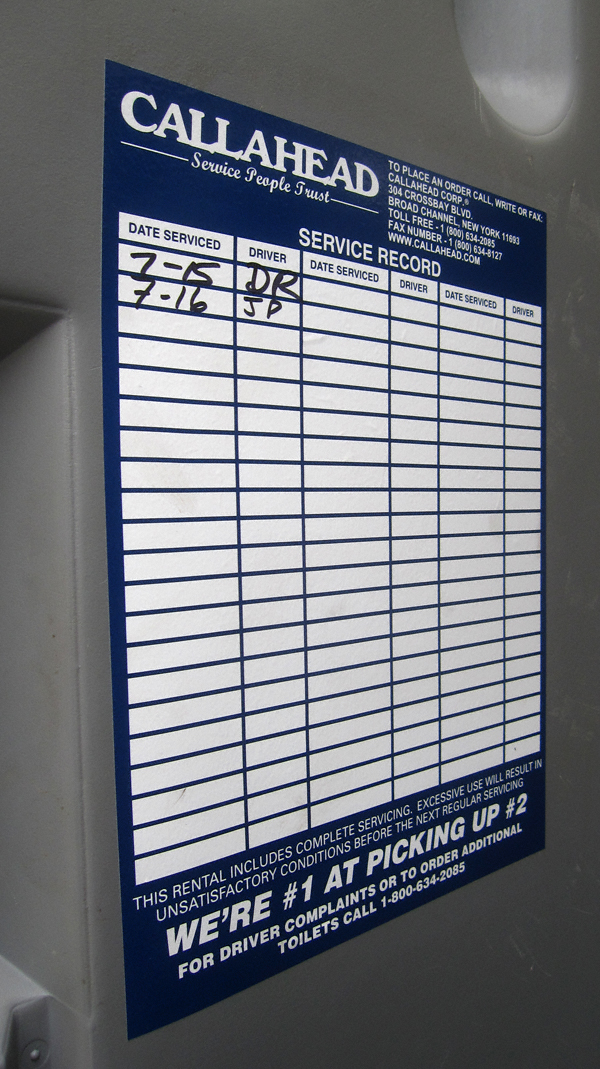 CALLAHEAD
Service People Trust
TO PLACE AN ORDER CALL, WRITE OR FAX:
CALLAHEAD CORP.®
304 CROSSBAY BLVD.
BROAD CHANNEL, NEW YORK 11693
TOLL FREE - 1 (800) 634-2085
FAX NUMBER - 1 (800) 634-8127
WWW.CALLAHEAD.COM
SERVICE RECORD
DATE SERVICED DRIVER DATE SERVICED DRIVER DATE SERVICED DRIVER
7-15 DR
7-16 JP
THIS RENTAL INCLUDES COMPLETE SERVICING. EXCESSIVE USE WILL RESULT IN
UNSATISFACTORY CONDITIONS BEFORE THE NEXT REGULAR SERVICING
WE'RE #1 AT PICKING UP #2
FOR DRIVER COMPLAINTS OR TO ORDER ADDITIONAL
TOILETS CALL 1-800-634-2085